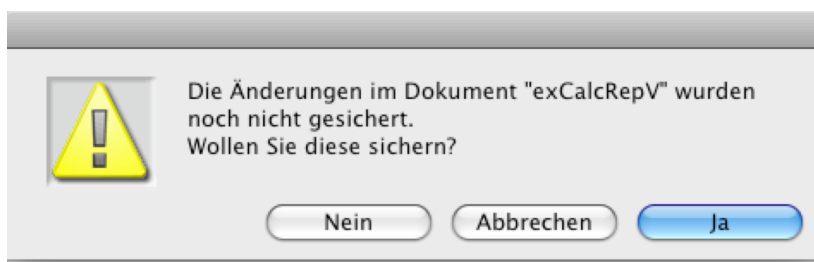 Die Änderungen im Dokument "exCalcRepV" wurden
noch nicht gesichert.
Wollen Sie diese sichern?
Nein Abbrechen Ja